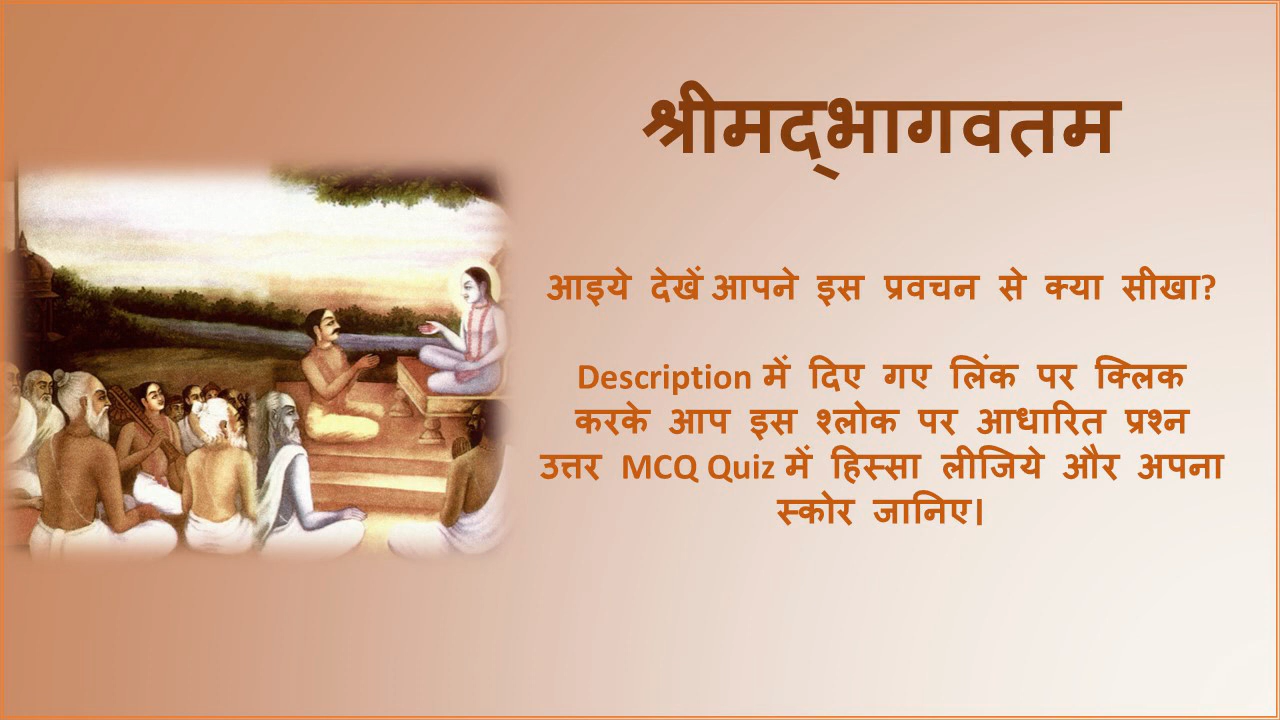 श्रीमद्‌भागवतम
आइये देखें आपने इस प्रवचन से क्या सीखा?
Description में दिए गए लिंक पर क्लिक
करके आप इस श्लोक पर आधारित प्रश्न
उत्तर MCQ Quiz में हिस्सा लीजिये और अपना
स्कोर जानिए।